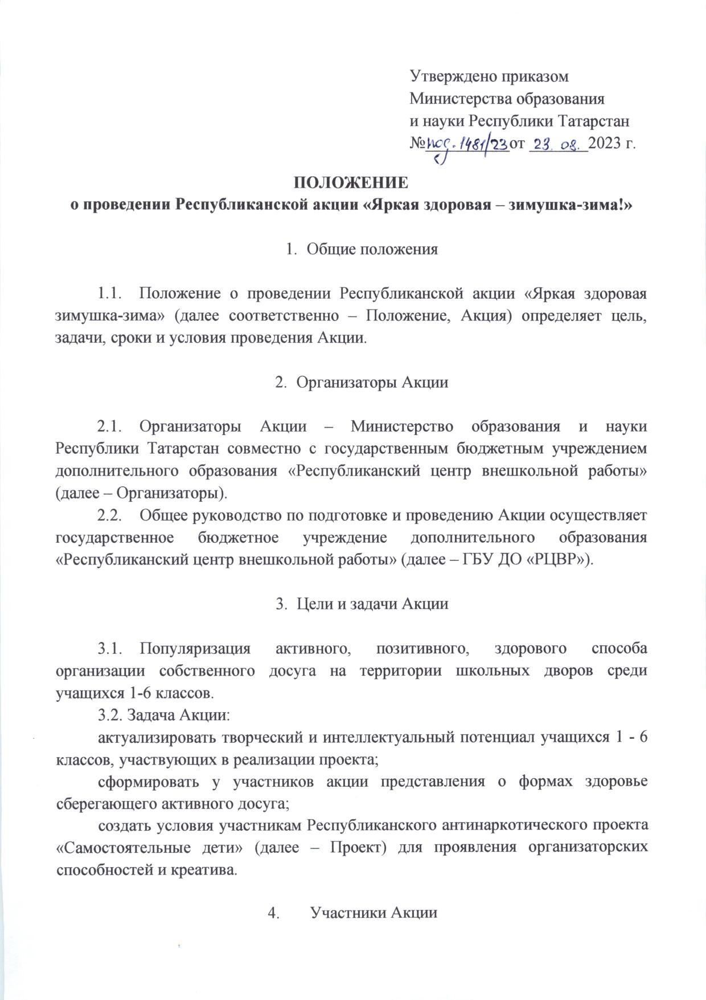 Утверждено приказом
Министерства образования
и науки Республики Татарстан
№под-1481/23 от 23. 08. 2023 г.
ПОЛОЖЕНИЕ
о проведении Республиканской акции «Яркая здоровая – зимушка-зима!»
1. Общие положения
1.1. Положение о проведении Республиканской акции «Яркая здоровая
зимушка-зима» (далее соответственно – Положение, Акция) определяет цель,
задачи, сроки и условия проведения Акции.
2. Организаторы Акции
2.1. Организаторы Акции – Министерство образования и науки
Республики Татарстан совместно с государственным бюджетным учреждением
дополнительного образования «Республиканский центр внешкольной работы»
(далее – Организаторы).
2.2. Общее руководство по подготовке и проведению Акции осуществляет
государственное бюджетное учреждение дополнительного образования
«Республиканский центр внешкольной работы» (далее – ГБУ ДО «РЦВР»).
3. Цели и задачи Акции
3.1. Популяризация активного, позитивного, здорового способа
организации собственного досуга на территории школьных дворов среди
учащихся 1-6 классов.
3.2. Задача Акции:
актуализировать творческий и интеллектуальный потенциал учащихся 1 - 6
классов, участвующих в реализации проекта;
сформировать у участников акции представления о формах здоровье
сберегающего активного досуга;
создать условия участникам Республиканского антинаркотического проекта
«Самостоятельные дети» (далее – Проект) для проявления организаторских
способностей и креатива.
4. Участники Акции